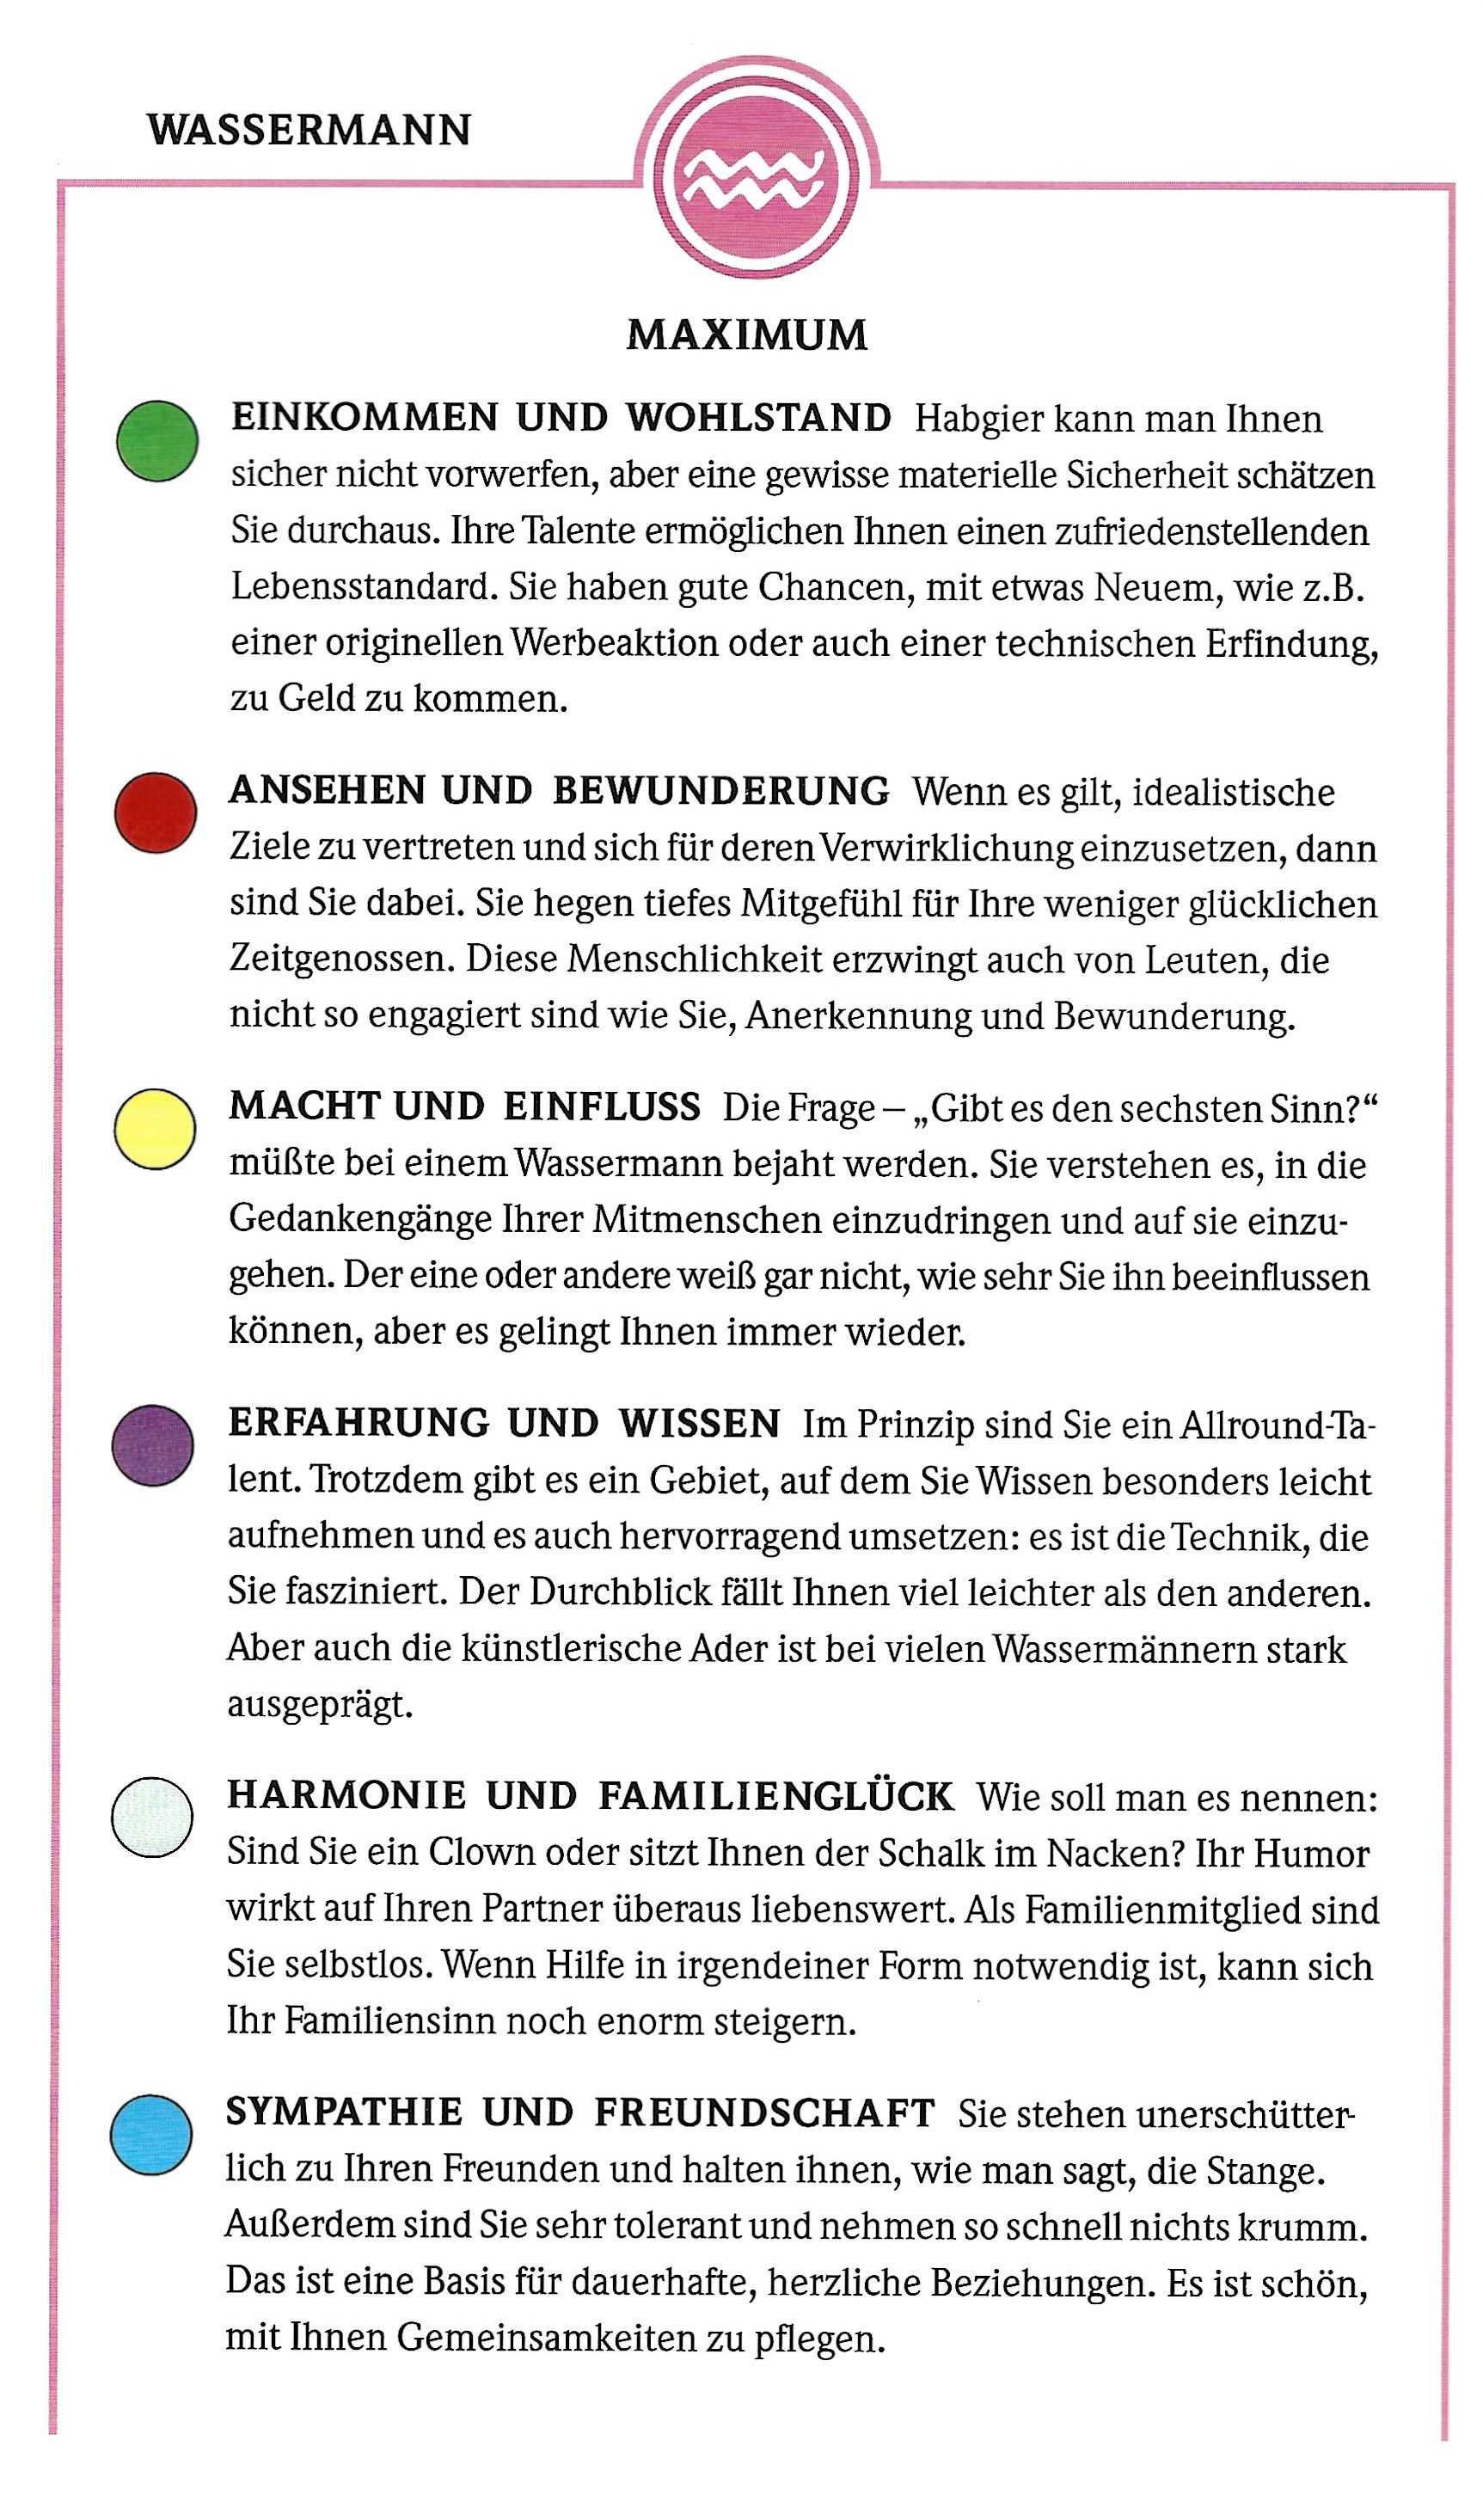 WASSERMANN
MAXIMUM
EINKOMMEN UND WOHLSTAND Habgier kann man Ihnen
sicher nicht vorwerfen, aber eine gewisse materielle Sicherheit schätzen
Sie durchaus. Ihre Talente ermöglichen Ihnen einen zufriedenstellenden
Lebensstandard. Sie haben gute Chancen, mit etwas Neuem, wie z.B.
einer originellen Werbeaktion oder auch einer technischen Erfindung,
zu Geld zu kommen.
ANSEHEN UND BEWUNDERUNG Wenn es gilt, idealistische
Ziele zu vertreten und sich für deren Verwirklichung einzusetzen, dann
sind Sie dabei. Sie hegen tiefes Mitgefühl für Ihre weniger glücklichen
Zeitgenossen. Diese Menschlichkeit erzwingt auch von Leuten, die
nicht so engagiert sind wie Sie, Anerkennung und Bewunderung.
MACHT UND EINFLUSS Die Frage – „Gibt es den sechsten Sinn?“
müßte bei einem Wassermann bejaht werden. Sie verstehen es, in die
Gedankengänge Ihrer Mitmenschen einzudringen und auf sie einzu-
gehen. Der eine oder andere weiß gar nicht, wie sehr Sie ihn beeinflussen
können, aber es gelingt Ihnen immer wieder.
ERFAHRUNG UND WISSEN Im Prinzip sind Sie ein Allround-Ta-
lent. Trotzdem gibt es ein Gebiet, auf dem Sie Wissen besonders leicht
aufnehmen und es auch hervorragend umsetzen: es ist die Technik, die
Sie fasziniert. Der Durchblick fällt Ihnen viel leichter als den anderen.
Aber auch die künstlerische Ader ist bei vielen Wassermännern stark
ausgeprägt.
HARMONIE UND FAMILIENGLÜCK Wie soll man es nennen:
Sind Sie ein Clown oder sitzt Ihnen der Schalk im Nacken? Ihr Humor
wirkt auf Ihren Partner überaus liebenswert. Als Familienmitglied sind
Sie selbstlos. Wenn Hilfe in irgendeiner Form notwendig ist, kann sich
Ihr Familiensinn noch enorm steigern.
SYMPATHIE UND FREUNDSCHAFT Sie stehen unerschütter-
lich zu Ihren Freunden und halten ihnen, wie man sagt, die Stange.
Außerdem sind Sie sehr tolerant und nehmen so schnell nichts krumm.
Das ist eine Basis für dauerhafte, herzliche Beziehungen. Es ist schön,
mit Ihnen Gemeinsamkeiten zu pflegen.